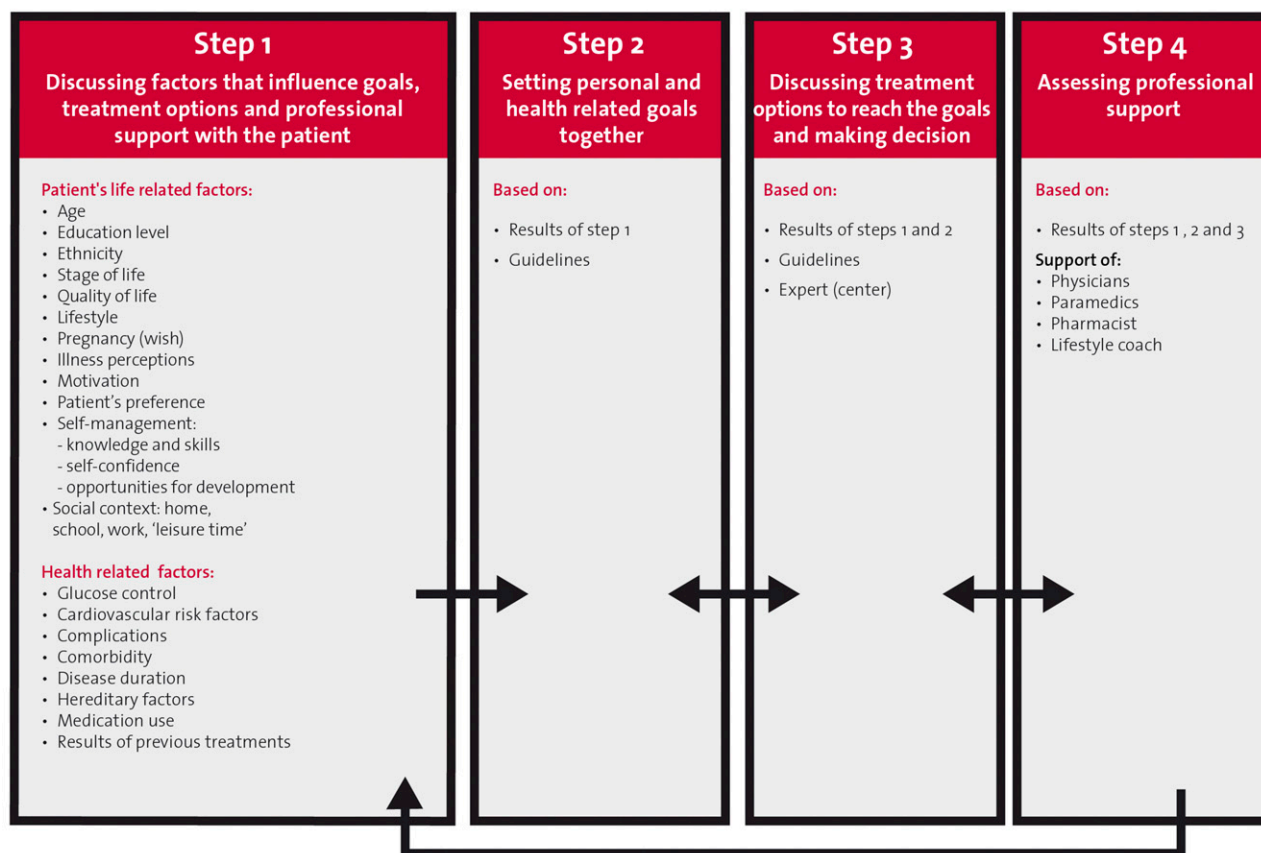 Step 1
Discussing factors that influence goals,
treatment options and professional
support with the patient
Patient's life related factors:
• Age
• Education level
• Ethnicity
• Stage of life
• Quality of life
• Lifestyle
• Pregnancy (wish)
• Illness perceptions
• Motivation
• Patient's preference
• Self-management:
- knowledge and skills
- self-confidence
- opportunities for development
• Social context: home,
school, work, 'leisure time'
Health related factors:
• Glucose control
• Cardiovascular risk factors
• Complications
• Comorbidity
• Disease duration
• Hereditary factors
• Medication use
• Results of previous treatments
Step 2
Setting personal and
health related goals
together
Based on:
• Results of step 1
• Guidelines
Step 3
Discussing treatment
options to reach the goals
and making decision
Based on:
• Results of steps 1 and 2
• Guidelines
• Expert (center)
Step 4
Assessing professional
support
Based on:
• Results of steps 1 , 2 and 3
Support of:
• Physicians
• Paramedics
• Pharmacist
• Lifestyle coach